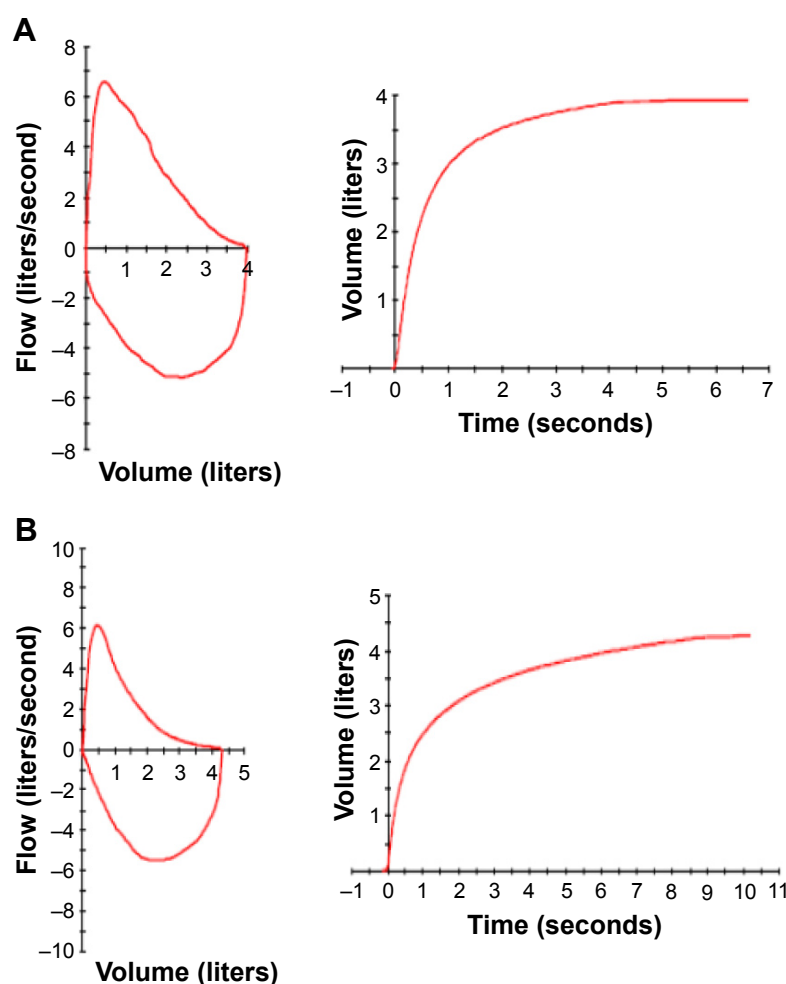 A
8
6
4
2
0
–2
–4
–6
–8
1 2 3 4
Flow (liters/second)
Volume (liters)
4
3
2
1
–1 0 1 2 3 4 5 6 7
Volume (liters)
Time (seconds)
B
10
8
6
4
2
0
–2
–4
–6
–8
–10
1 2 3 4 5
Flow (liters/second)
Volume (liters)
5
4
3
2
1
–1 0 1 2 3 4 5 6 7 8 9 10 11
Volume (liters)
Time (seconds)